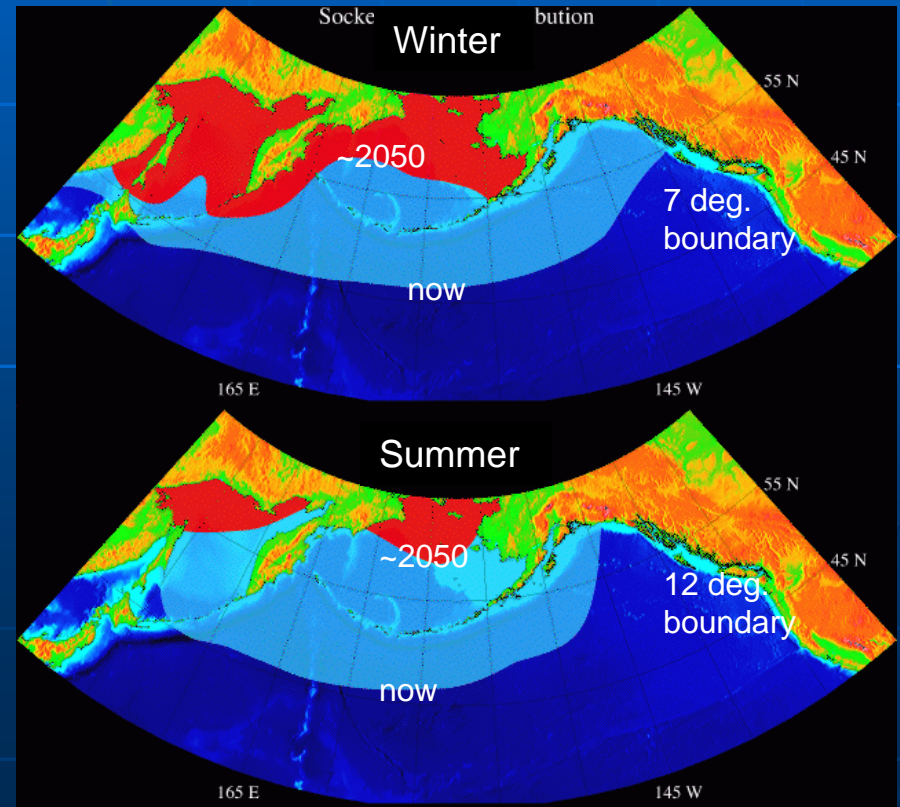 Socke bution
Winter
55 N
~2050
45 N
7 deg.
boundary
now
165 E
145 W
Summer
55 N
~2050
45 N
12 deg.
boundary
now
165 E
145 W